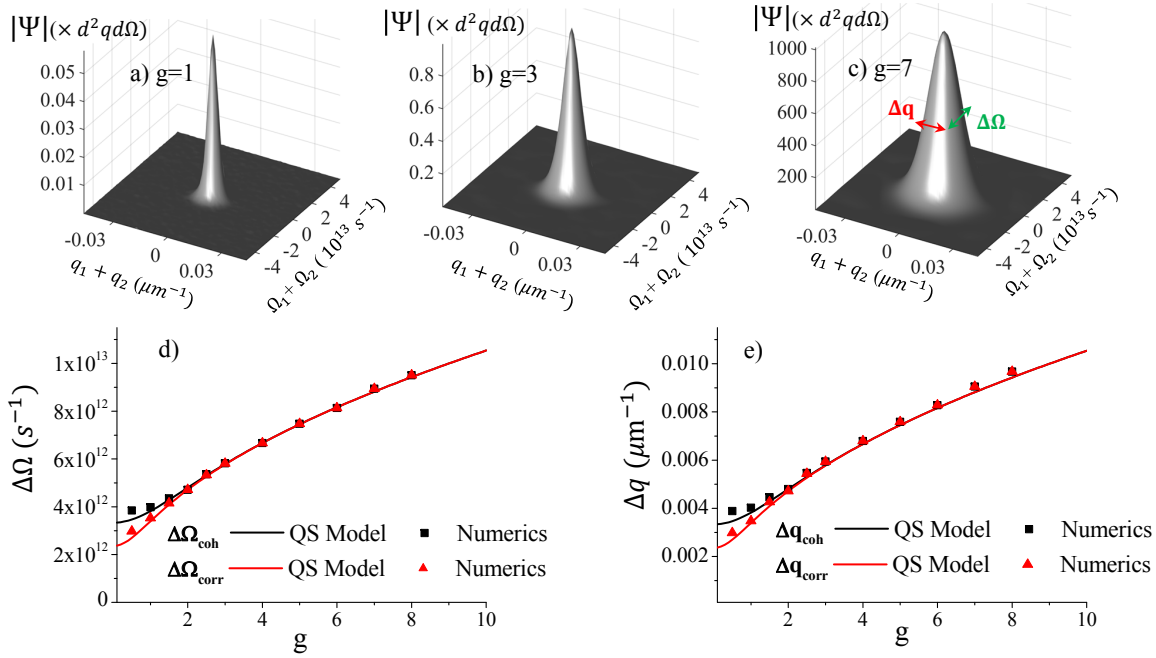 |Ψ| (× d²qdΩ)
a) g=1
0.05
0.04
0.03
0.02
0.01
-0.03
0
0.03
q₁ + q₂ (μm⁻¹)
-4
-2
0
2
4
Ω₁+ Ω₂ ( 10¹³ s⁻¹)
|Ψ| (× d²qdΩ)
b) g=3
0.8
0.6
0.4
0.2
-0.03
0
0.03
q₁ + q₂ (μm⁻¹)
-4
-2
0
2
4
Ω₁+ Ω₂ ( 10¹³ s⁻¹)
|Ψ| (× d²qdΩ)
c) g=7
1000
800
600
400
200
Δq
ΔΩ
-0.03
0
0.03
q₁ + q₂ (μm⁻¹)
-4
-2
0
2
4
Ω₁+ Ω₂ ( 10¹³ s⁻¹)
d)
ΔΩ (s⁻¹)
1x10¹³
8x10¹²
6x10¹²
4x10¹²
2x10¹²
0
ΔΩcoh QS Model Numerics
ΔΩcorr QS Model Numerics
2 4 6 8 10
g
e)
Δq (μm⁻¹)
0.010
0.008
0.006
0.004
0.002
Δqcoh QS Model Numerics
Δqcorr QS Model Numerics
0 2 4 6 8 10
g